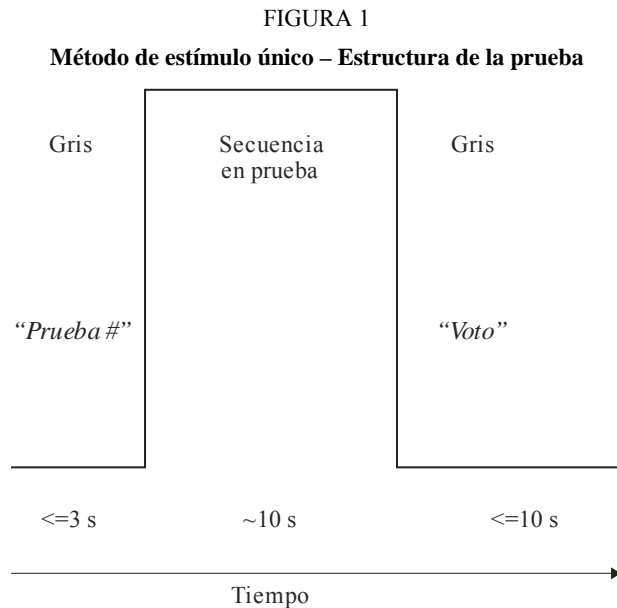 FIGURA 1
Método de estímulo único – Estructura de la prueba
Gris
Secuencia
en prueba
Gris
“Prueba #”
“Voto”
<=3 s
~10 s
<=10 s
Tiempo